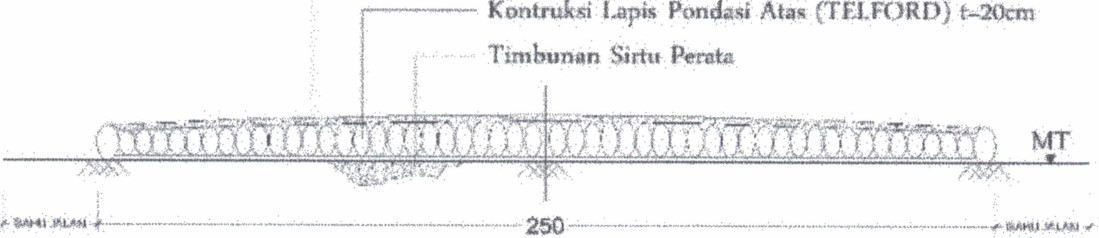 Kontruksi Lapis Pondasi Atas (TELFORD) t=20cm
Timbunan Sirtu Perata
MT
BAHU JALAN 250 BAHU JALAN